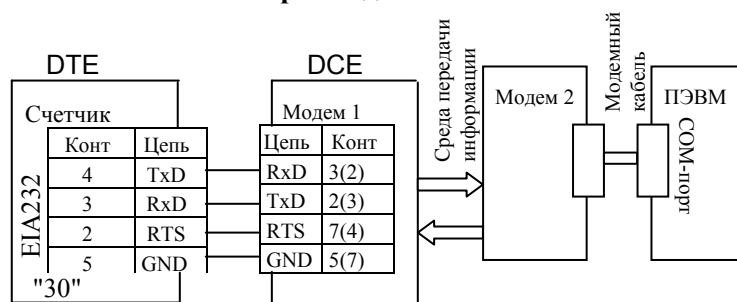 DTE
Счетчик
EIA232
Конт Цепь
4 TxD
3 RxD
2 RTS
5 GND
"30"
DCE
Модем 1
Цепь Конт
RxD 3(2)
TxD 2(3)
RTS 7(4)
GND 5(7)
Среда передачи
информации
Модем 2
Модемный
кабель
ПЭВМ
COM-порт